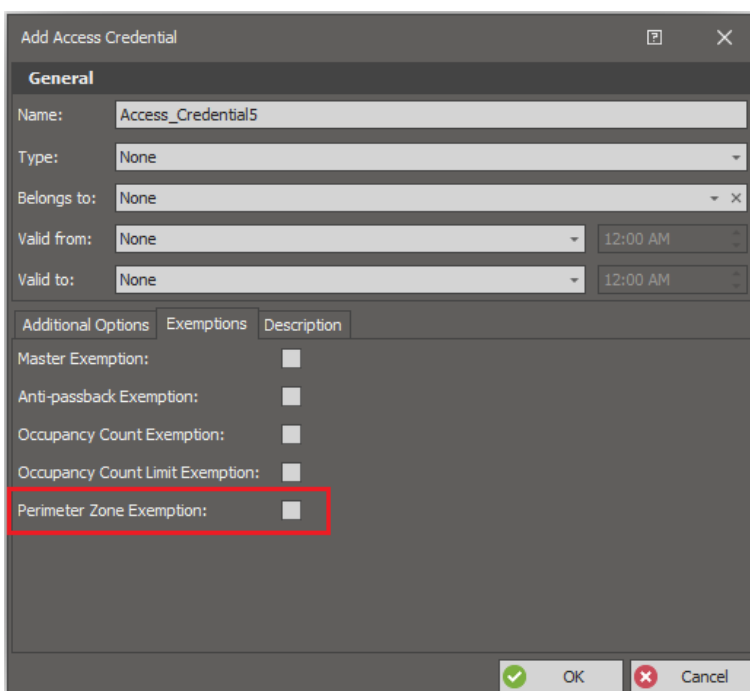 Add Access Credential
General
Name: Access_Credential5
Type: None
Belongs to: None
Valid from: None 12:00 AM
Valid to: None 12:00 AM
Additional Options Exemptions Description
Master Exemption:
Anti-passback Exemption:
Occupancy Count Exemption:
Occupancy Count Limit Exemption:
Perimeter Zone Exemption:
OK Cancel